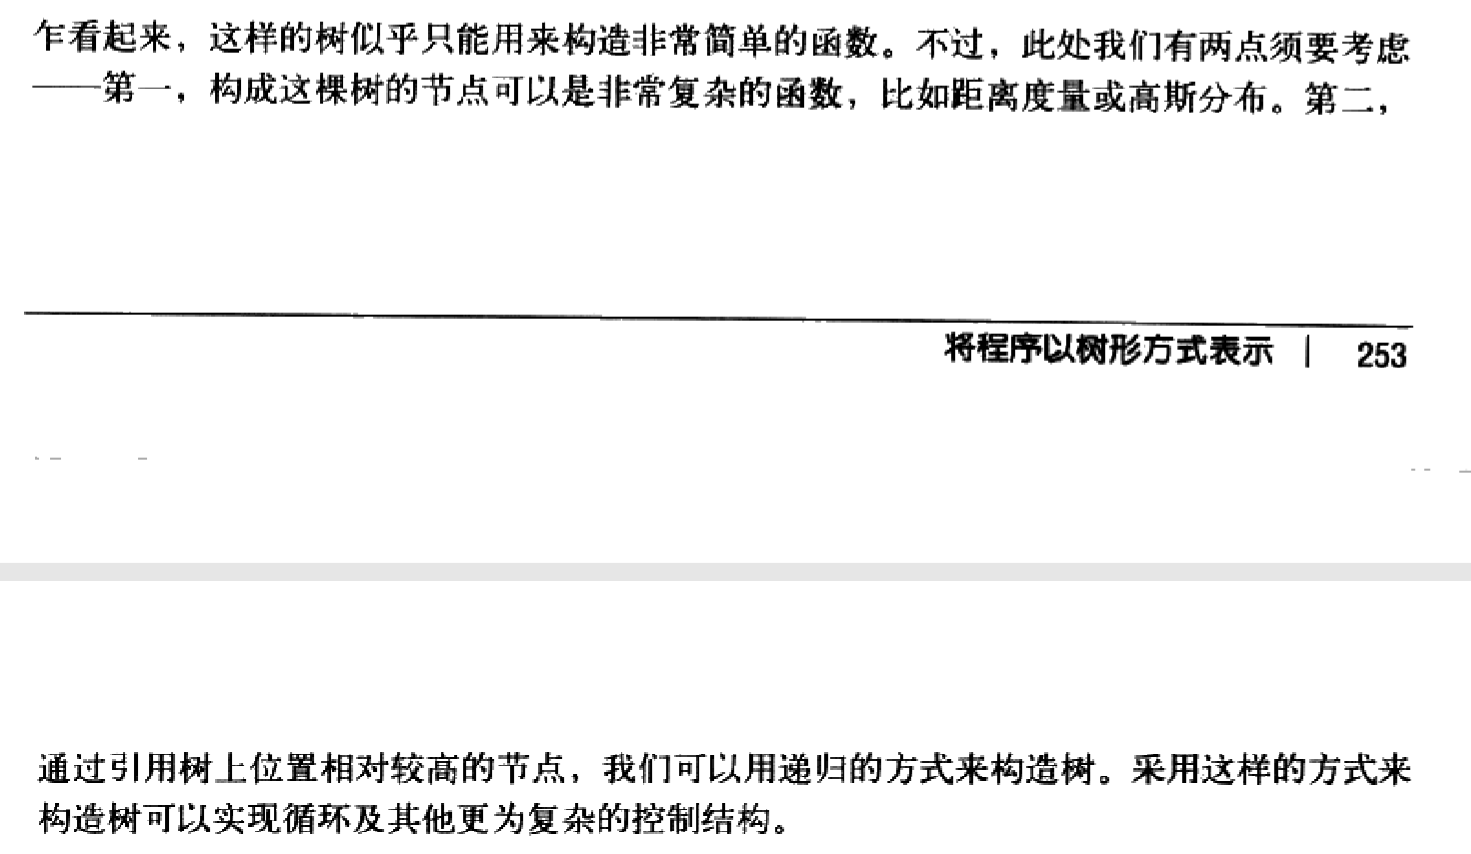 乍看起来，这样的树似乎只能用来构造非常简单的函数。不过，此处我们有两点须要考虑
——第一，构成这棵树的节点可以是非常复杂的函数，比如距离度量或高斯分布。第二，
将程序以树形方式表示 | 253
通过引用树上位置相对较高的节点，我们可以用递归的方式来构造树。采用这样的方式来
构造树可以实现循环及其他更为复杂的控制结构。